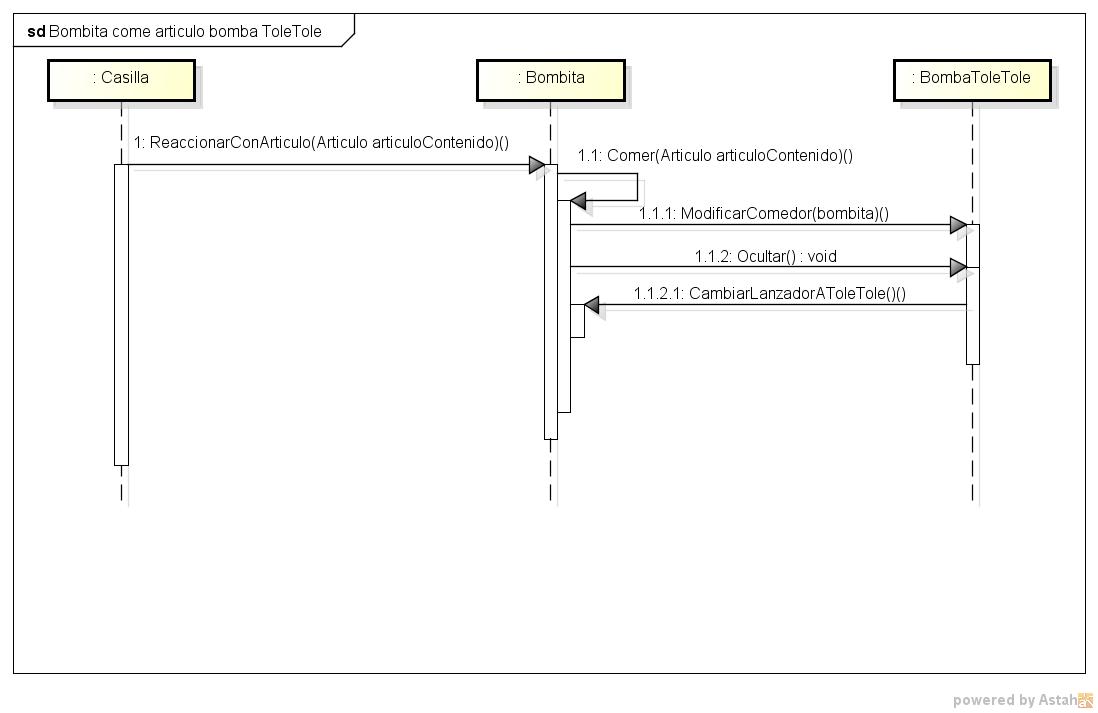 sd Bombita come articulo bomba ToleTole
: Casilla
: Bombita
: BombaToleTole
1: ReaccionarConArticulo(Articulo articuloContenido)()
1.1: Comer(Articulo articuloContenido)()
1.1.1: ModificarComedor(bombita)()
1.1.2: Ocultar() : void
1.1.2.1: CambiarLanzadorAToleTole()()
powered by Astah